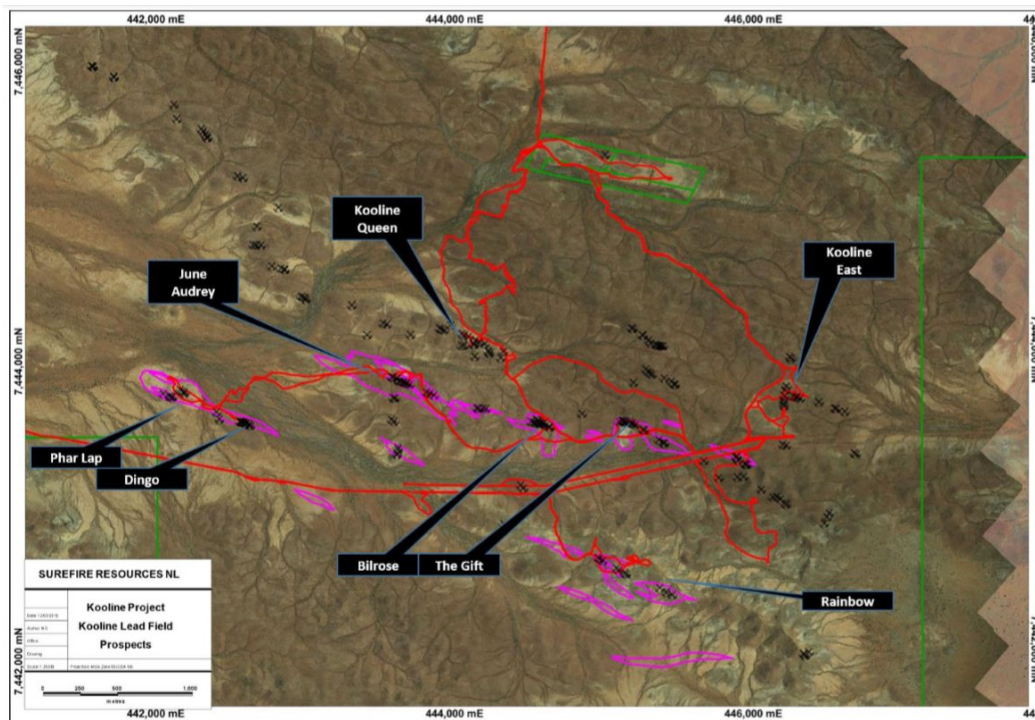 442,000 mE 444,000 mE 446,000 mE
7,446,000 mN
Kooline
Queen
Kooline
East
June
Audrey
7,444,000 mN
Phar Lap
Dingo
Bilrose
The Gift
Rainbow
SUREFIRE RESOURCES NL
Kooline Project
Kooline Lead Field
Prospects
0 250 500 1,000
metres
7,442,000 mN
442,000 mE 444,000 mE 446,000 mE